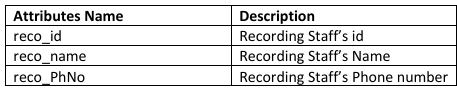 Attributes Name Description
reco_id Recording Staff's id
reco_name Recording Staff's Name
reco_PhNo Recording Staff's Phone number